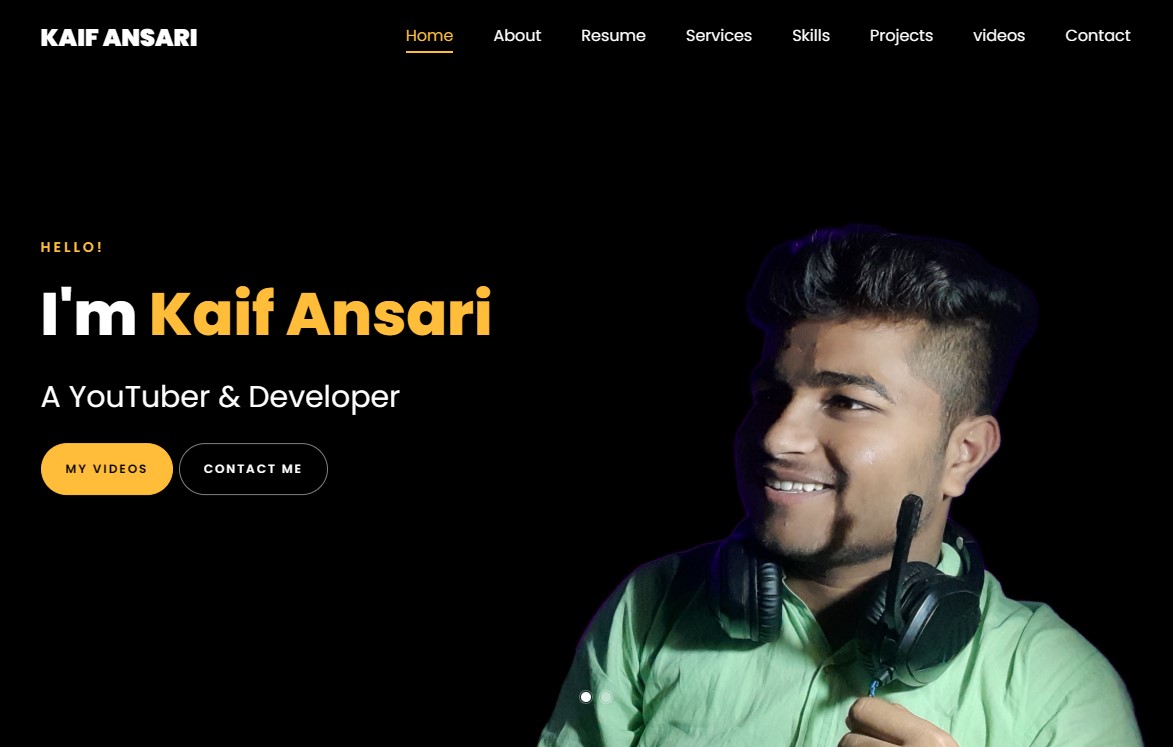 KAIF ANSARI
Home About Resume Services Skills Projects videos Contact
HELLO!
I'm Kaif Ansari
A YouTuber & Developer
MY VIDEOS CONTACT ME